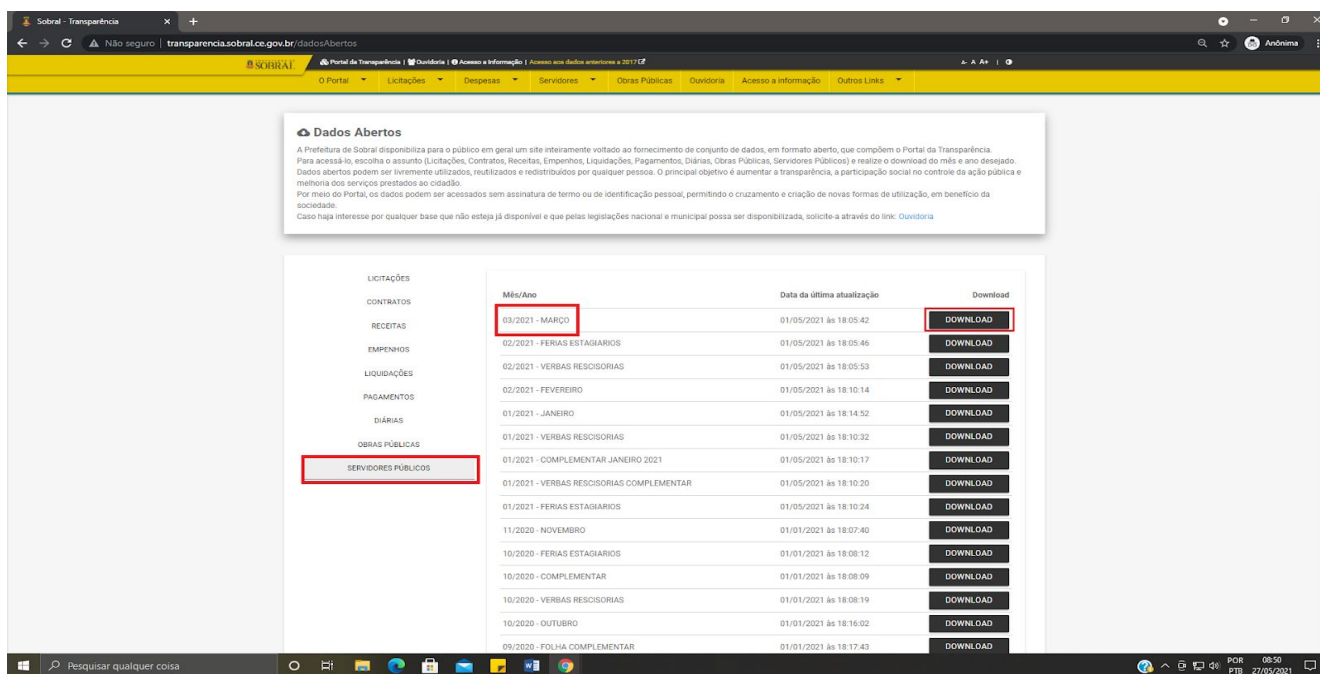 Sobral - Transparência
Não seguro | transparencia.sobral.ce.gov.br/dadosAbertos
Anônima
SOBRAL
Portal da Transparência | Ouvidoria | Acesso a Informação | Acesso aos dados anteriores a 2017
A- A A+ |
O Portal Licitações Despesas Servidores Obras Públicas Ouvidoria Acesso a informação Outros Links
Dados Abertos
A Prefeitura de Sobral disponibiliza para o público em geral um site inteiramente voltado ao fornecimento de conjunto de dados, em formato aberto, que compõem o Portal da Transparência.
Para acessá-lo, escolha o assunto (Licitações, Contratos, Receitas, Empenhos, Liquidações, Pagamentos, Diárias, Obras Públicas, Servidores Públicos) e realize o download do mês e ano desejado.
Dados abertos podem ser livremente utilizados, reutilizados e redistribuídos por qualquer pessoa. O principal objetivo é aumentar a transparência, a participação social no controle da ação pública e
melhoria dos serviços prestados ao cidadão.
Por meio do Portal, os dados podem ser acessados sem assinatura de termo ou de identificação pessoal, permitindo o cruzamento e criação de novas formas de utilização, em benefício da
sociedade.
Caso haja interesse por qualquer base que não esteja já disponível e que pelas legislações nacional e municipal possa ser disponibilizada, solicite-a através do link: Ouvidoria
LICITAÇÕES
CONTRATOS
RECEITAS
EMPENHOS
LIQUIDAÇÕES
PAGAMENTOS
DIÁRIAS
OBRAS PÚBLICAS
SERVIDORES PÚBLICOS
Mês/Ano Data da última atualização Download
03/2021 - MARÇO 01/05/2021 às 18:05:42 DOWNLOAD
02/2021 - FERIAS ESTAGIARIOS 01/05/2021 às 18:05:46 DOWNLOAD
02/2021 - VERBAS RESCISORIAS 01/05/2021 às 18:05:53 DOWNLOAD
02/2021 - FEVEREIRO 01/05/2021 às 18:10:14 DOWNLOAD
01/2021 - JANEIRO 01/05/2021 às 18:14:52 DOWNLOAD
01/2021 - VERBAS RESCISORIAS 01/05/2021 às 18:10:32 DOWNLOAD
01/2021 - COMPLEMENTAR JANEIRO 2021 01/05/2021 às 18:10:17 DOWNLOAD
01/2021 - VERBAS RESCISORIAS COMPLEMENTAR 01/05/2021 às 18:10:20 DOWNLOAD
01/2021 - FERIAS ESTAGIARIOS 01/05/2021 às 18:10:24 DOWNLOAD
11/2020 - NOVEMBRO 01/01/2021 às 18:07:40 DOWNLOAD
10/2020 - FERIAS ESTAGIARIOS 01/01/2021 às 18:08:12 DOWNLOAD
10/2020 - COMPLEMENTAR 01/01/2021 às 18:08:09 DOWNLOAD
10/2020 - VERBAS RESCISORIAS 01/01/2021 às 18:08:19 DOWNLOAD
10/2020 - OUTUBRO 01/01/2021 às 18:16:02 DOWNLOAD
09/2020 - FOLHA COMPLEMENTAR 01/01/2021 às 18:17:43 DOWNLOAD
Pesquisar qualquer coisa
POR 08:50
PTB 27/05/2021